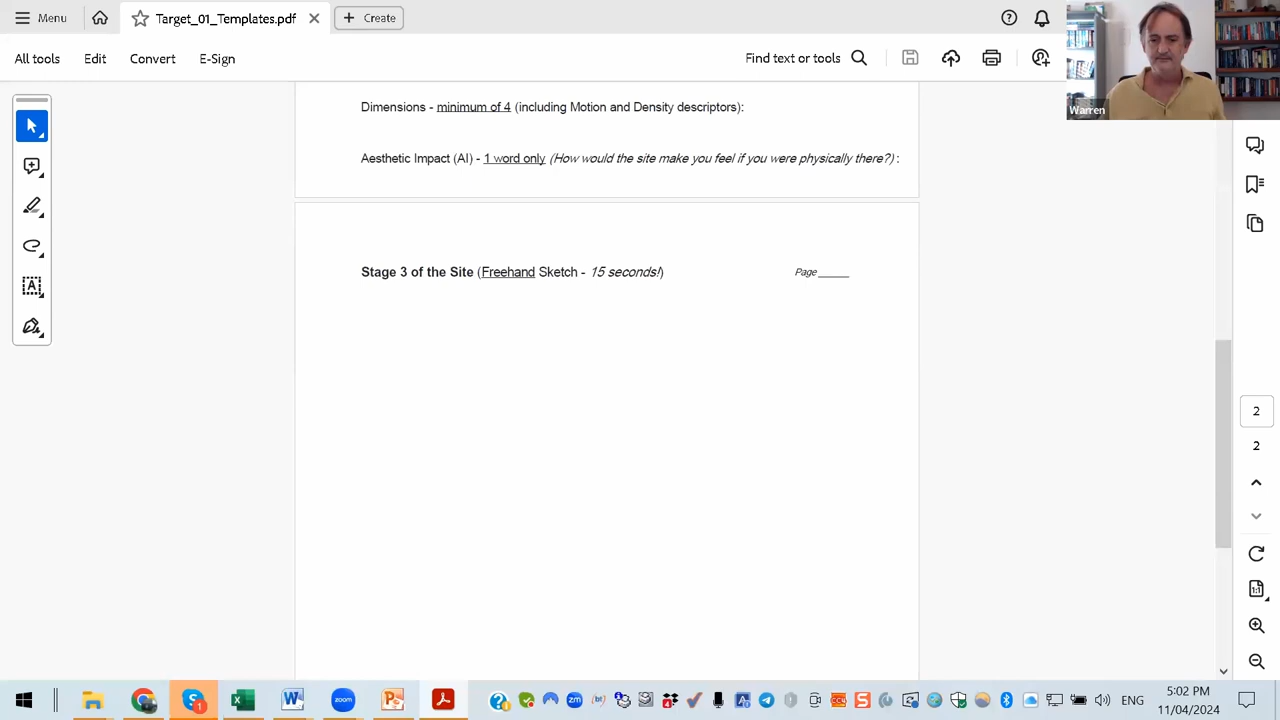 Menu
Target_01_Templates.pdf
Create
All tools
Edit
Convert
E-Sign
Find text or tools
Warren
Dimensions - minimum of 4 (including Motion and Density descriptors):
Aesthetic Impact (AI) - 1 word only (How would the site make you feel if you were physically there?) :
Stage 3 of the Site (Freehand Sketch - 15 seconds!)
Page _____
2
2
1:1
ENG
5:02 PM
11/04/2024